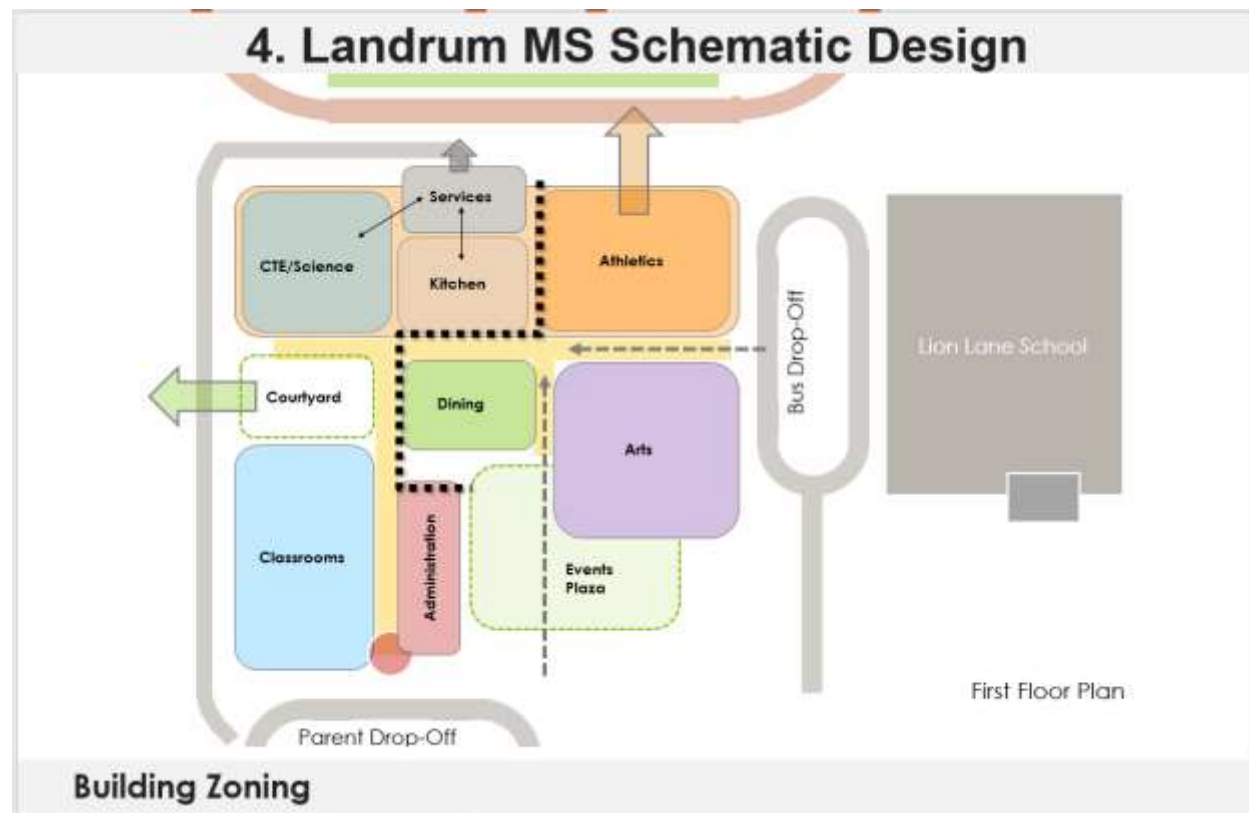 4. Landrum MS Schematic Design
Services
CTE/Science
Kitchen
Athletics
Courtyard
Dining
Arts
Bus Drop-Off
Lion Lane School
Classrooms
Administration
Events
Plaza
First Floor Plan
Parent Drop-Off
Building Zoning